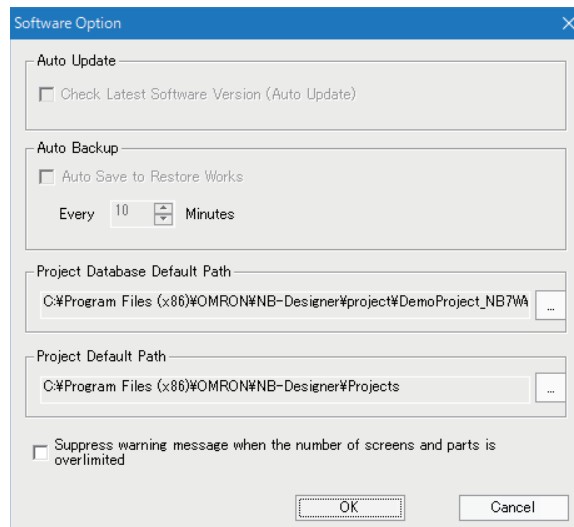 Software Option
Auto Update
Check Latest Software Version (Auto Update)
Auto Backup
Auto Save to Restore Works
Every 10 Minutes
Project Database Default Path
C:¥Program Files (x86)¥OMRON¥NB-Designer¥project¥DemoProject_NB7WA ...
Project Default Path
C:¥Program Files (x86)¥OMRON¥NB-Designer¥Projects ...
Suppress warning message when the number of screens and parts is
overlimited
OK Cancel